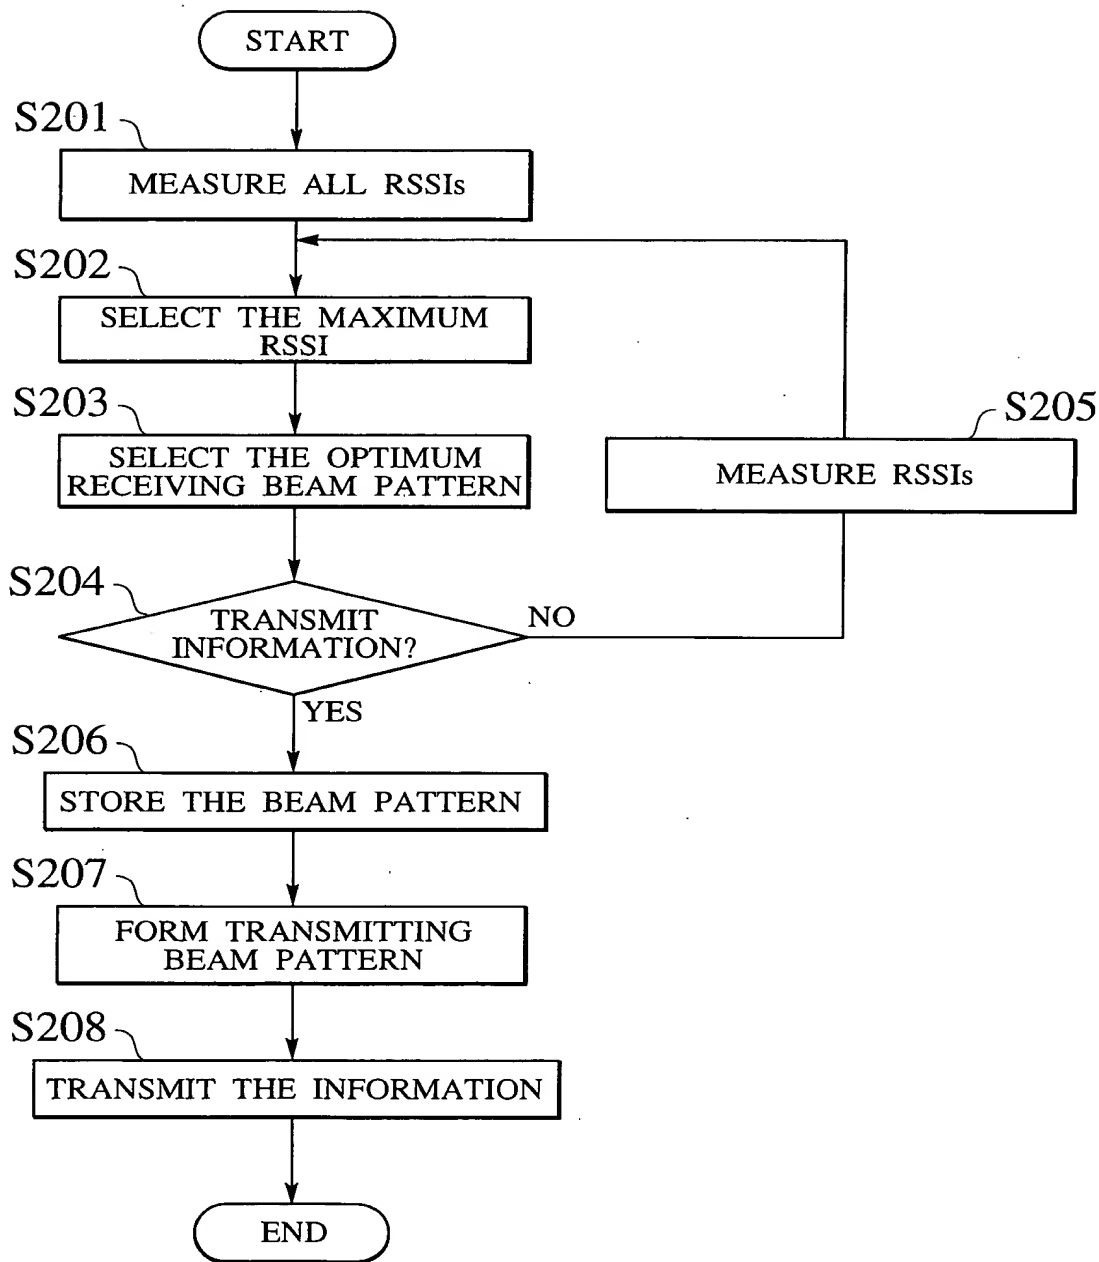 START
S201
MEASURE ALL RSSIs
S202
SELECT THE MAXIMUM
RSSI
S203
SELECT THE OPTIMUM
RECEIVING BEAM PATTERN
S205
MEASURE RSSIs
S204
TRANSMIT
INFORMATION?
NO
YES
S206
STORE THE BEAM PATTERN
S207
FORM TRANSMITTING
BEAM PATTERN
S208
TRANSMIT THE INFORMATION
END